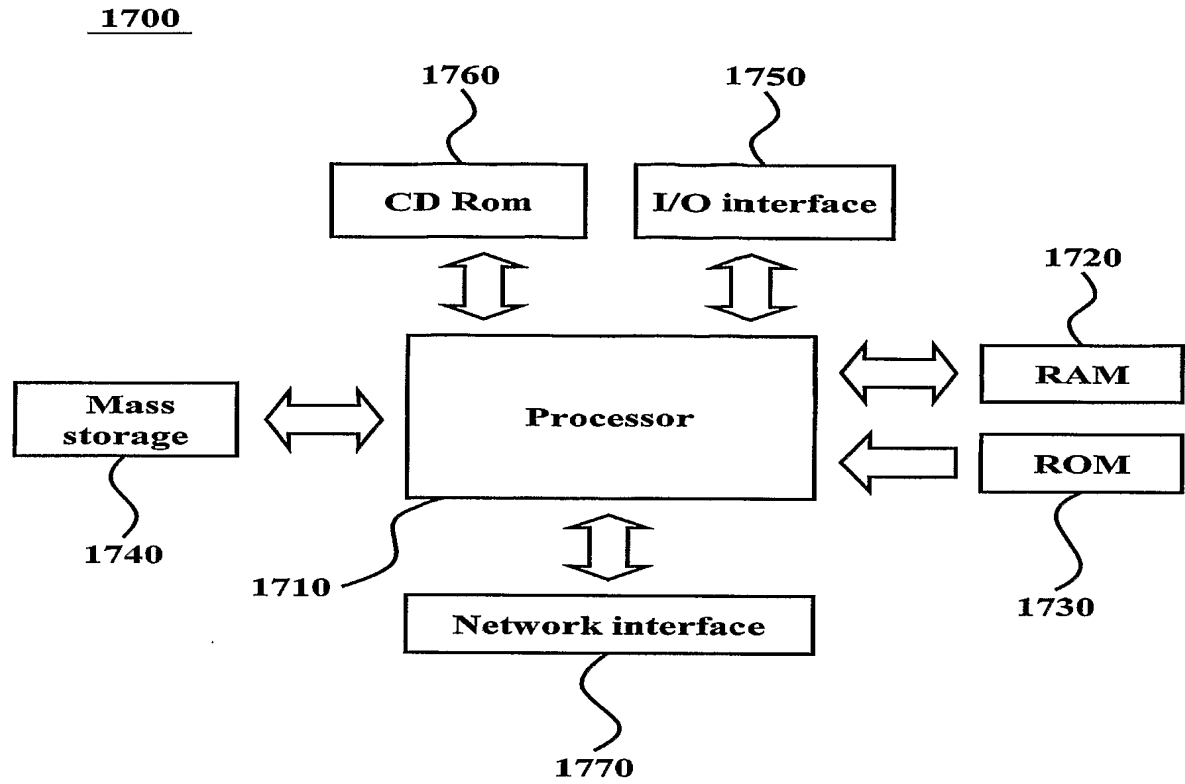 1700
1760
1750
CD Rom
I/O interface
1720
RAM
Mass
storage
Processor
ROM
1740
1710
1730
Network interface
1770